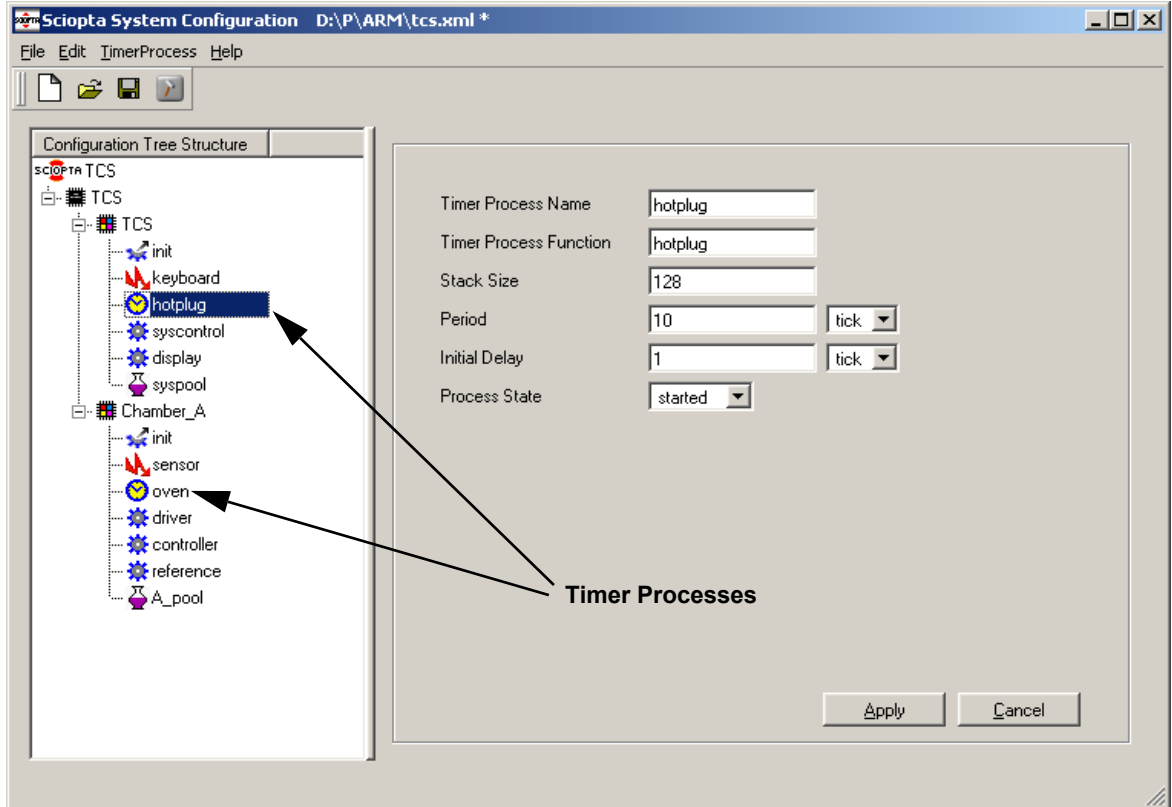 SCIOPTA Sciopta System Configuration D:\P\ARM\tcs.xml *
File Edit TimerProcess Help
Configuration Tree Structure
SCIOPTA TCS
TCS
TCS
init
keyboard
hotplug
syscontrol
display
syspool
Chamber_A
init
sensor
oven
driver
controller
reference
A_pool
Timer Process Name hotplug
Timer Process Function hotplug
Stack Size 128
Period 10 tick
Initial Delay 1 tick
Process State started
Timer Processes
Apply Cancel